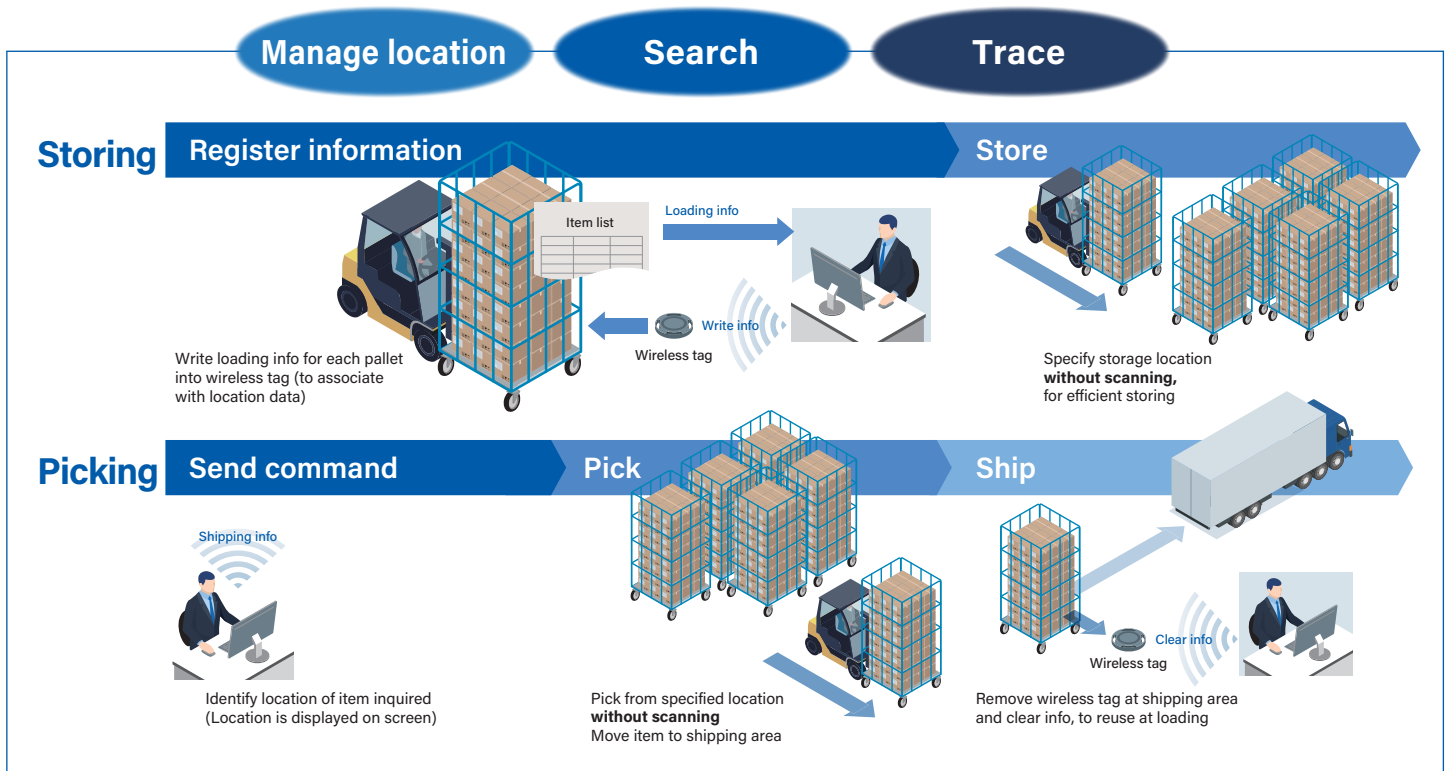 Manage location
Search
Trace
Storing
Register information
Store
Item list
Loading info
Write info
Wireless tag
Write loading info for each pallet
into wireless tag (to associate
with location data)
Specify storage location
without scanning,
for efficient storing
Picking
Send command
Pick
Ship
Shipping info
Identify location of item inquired
(Location is displayed on screen)
Pick from specified location
without scanning
Move item to shipping area
Clear info
Wireless tag
Remove wireless tag at shipping area
and clear info, to reuse at loading